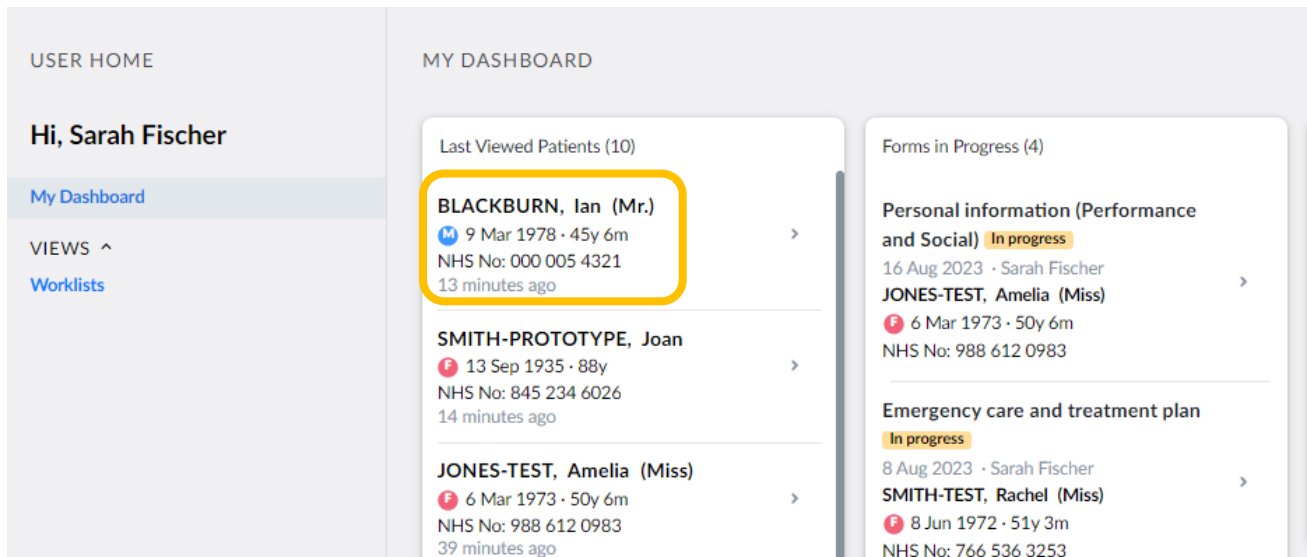 USER HOME
Hi, Sarah Fischer
My Dashboard
VIEWS
Worklists
MY DASHBOARD
Last Viewed Patients (10)
BLACKBURN, Ian (Mr.)
M 9 Mar 1978 · 45y 6m
NHS No: 000 005 4321
13 minutes ago
SMITH-PROTOTYPE, Joan
F 13 Sep 1935 · 88y
NHS No: 845 234 6026
14 minutes ago
JONES-TEST, Amelia (Miss)
F 6 Mar 1973 · 50y 6m
NHS No: 988 612 0983
39 minutes ago
Forms in Progress (4)
Personal information (Performance
and Social) In progress
16 Aug 2023 · Sarah Fischer
JONES-TEST, Amelia (Miss)
F 6 Mar 1973 · 50y 6m
NHS No: 988 612 0983
Emergency care and treatment plan
In progress
8 Aug 2023 · Sarah Fischer
SMITH-TEST, Rachel (Miss)
F 8 Jun 1972 · 51y 3m
NHS No: 766 536 3253